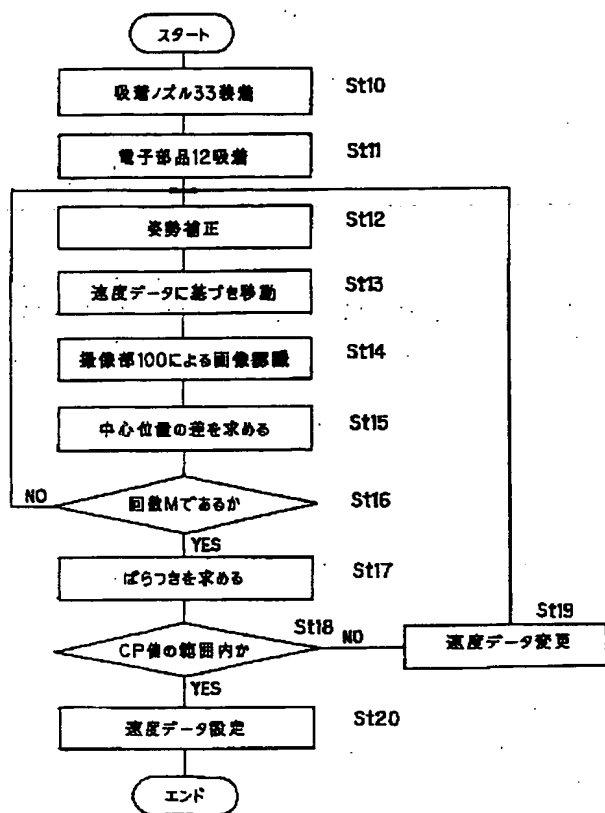 スタート
吸着ノズル33装着 St10
電子部品12吸着 St11
姿勢補正 St12
速度データに基づき移動 St13
撮像部100による画像認識 St14
中心位置の差を求める St15
NO 回数Mであるか St16
YES
ばらつきを求める St17
CP値の範囲内か St18 NO
速度データ変更 St19
YES
速度データ設定 St20
エンド